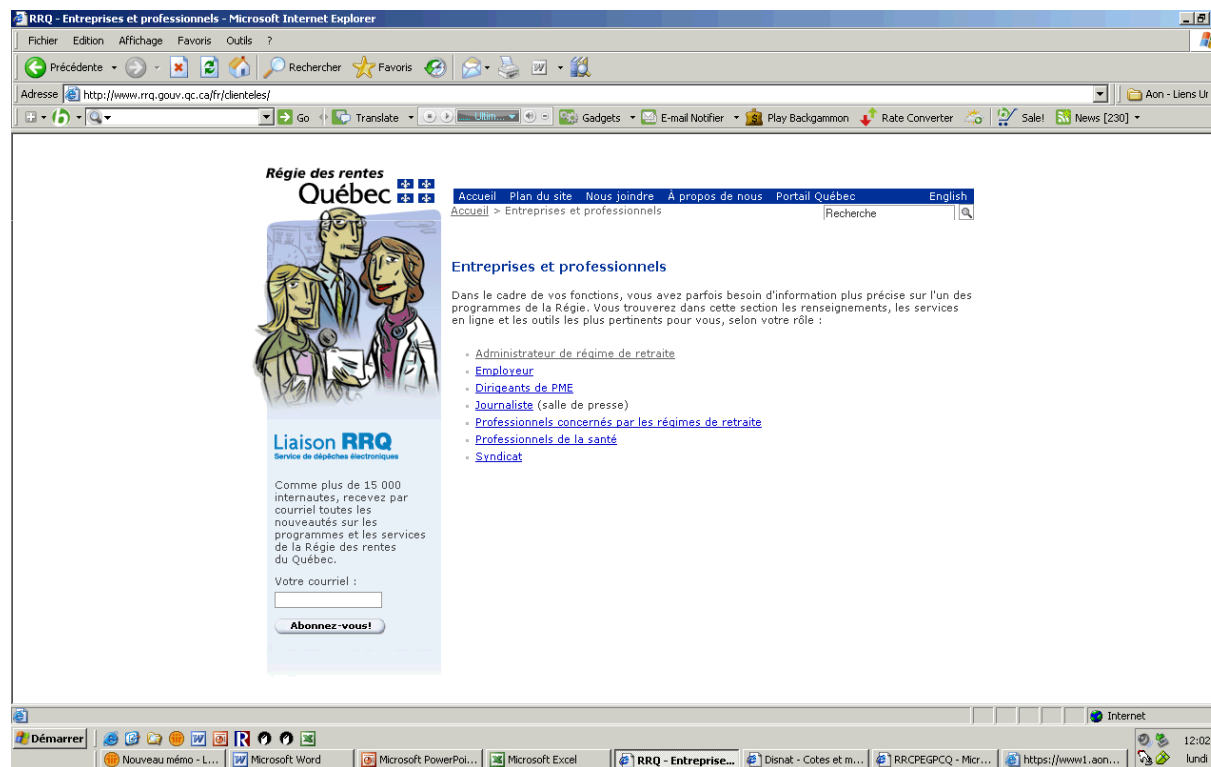 RRQ - Entreprises et professionnels - Microsoft Internet Explorer
Fichier Edition Affichage Favoris Outils ?
Précédente Rechercher Favoris
Adresse http://www.rrq.gouv.qc.ca/fr/clienteles/ Aon - Liens Ur
Go Translate Ultim... Gadgets E-mail Notifier Play Backgammon Rate Converter Sale! News [230]
Régie des rentes
Québec
Accueil Plan du site Nous joindre À propos de nous Portail Québec English
Accueil > Entreprises et professionnels
Recherche
Entreprises et professionnels
Dans le cadre de vos fonctions, vous avez parfois besoin d'information plus précise sur l'un des
programmes de la Régie. Vous trouverez dans cette section les renseignements, les services
en ligne et les outils les plus pertinents pour vous, selon votre rôle :
Administrateur de régime de retraite
Employeur
Dirigeants de PME
Journaliste (salle de presse)
Professionnels concernés par les régimes de retraite
Professionnels de la santé
Syndicat
Liaison RRQ
Service de dépêches électroniques
Comme plus de 15 000
internautes, recevez par
courriel toutes les
nouveautés sur les
programmes et les services
de la Régie des rentes
du Québec.
Votre courriel :
Abonnez-vous!
Internet
Démarrer 12:02
Nouveau mémo - L... Microsoft Word Microsoft PowerPoi... Microsoft Excel RRQ - Entreprise... Disnat - Cotes et m... RRCPEGPCQ - Micr... https://www1.aon... lundi